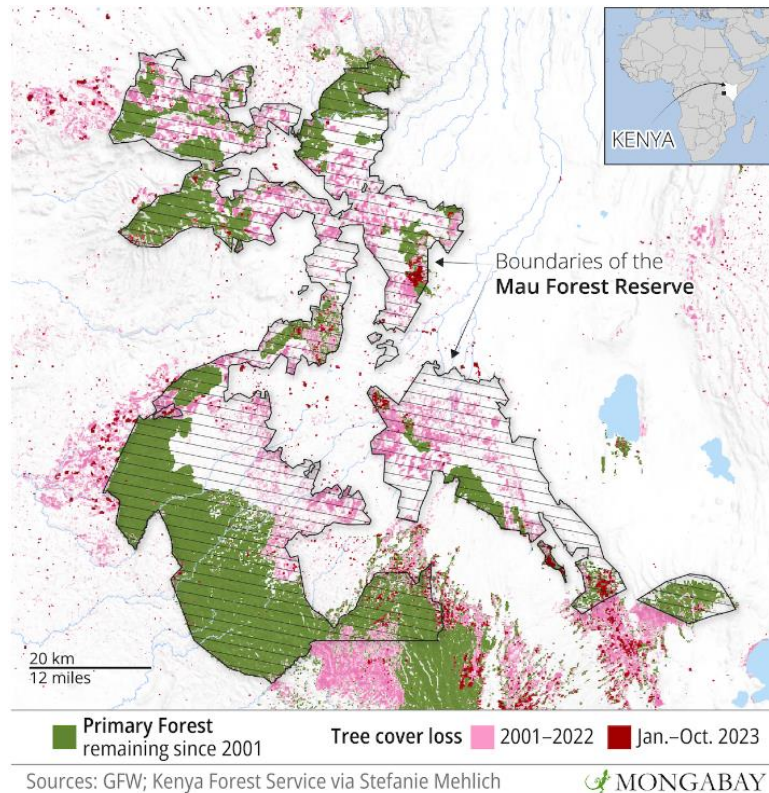 KENYA
Boundaries of the
Mau Forest Reserve
20 km
12 miles
Primary Forest
remaining since 2001
Tree cover loss
2001–2022
Jan.–Oct. 2023
Sources: GFW; Kenya Forest Service via Stefanie Mehlich
MONGABAY